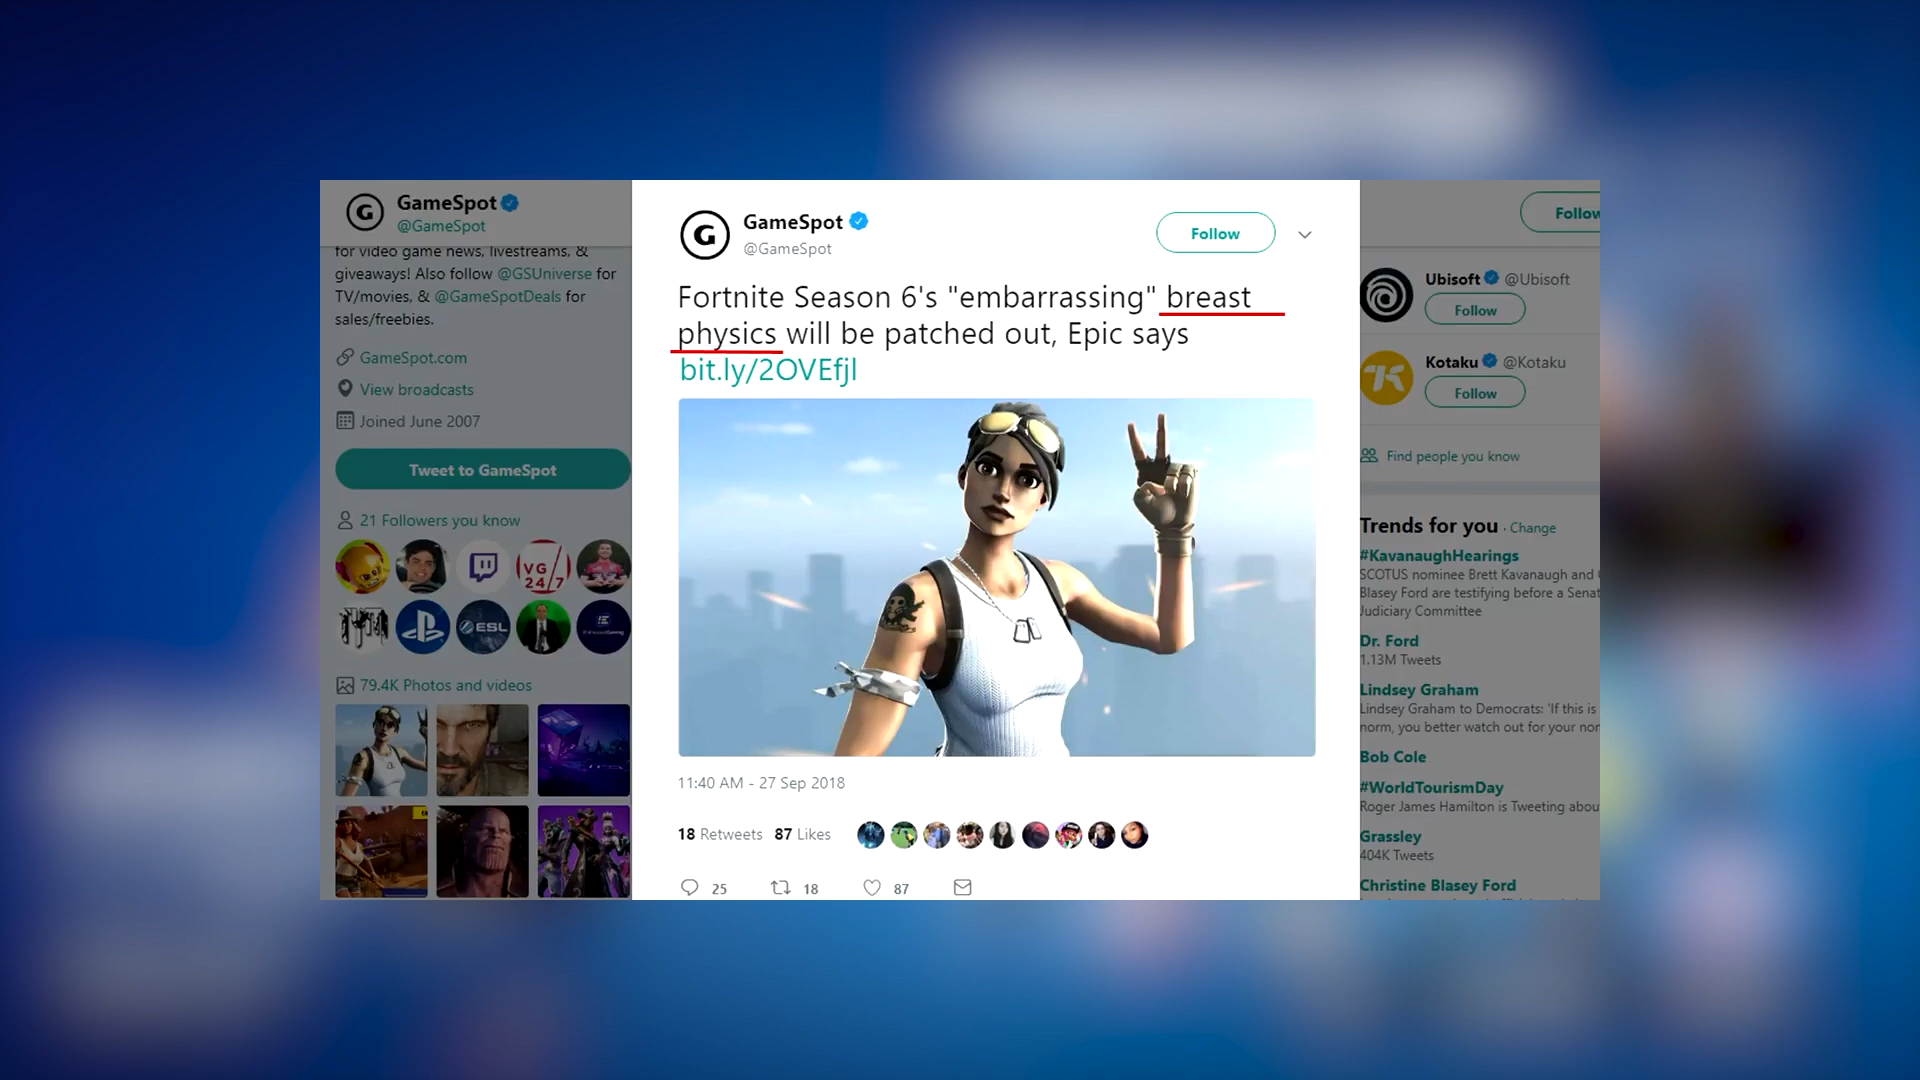 GameSpot
@GameSpot
for video game news, livestreams, &
giveaways! Also follow @GSUniverse for
TV/movies, & @GameSpotDeals for
sales/freebies.
GameSpot.com
View broadcasts
Joined June 2007
Tweet to GameSpot
21 Followers you know
VG
24/7
ESL
79.4K Photos and videos
GameSpot
@GameSpot
Follow
Fortnite Season 6's "embarrassing" breast
physics will be patched out, Epic says
bit.ly/2OVEfjl
11:40 AM - 27 Sep 2018
18 Retweets 87 Likes
25 18 87
Follow
Ubisoft @Ubisoft
Follow
Kotaku @Kotaku
Follow
Find people you know
Trends for you · Change
#KavanaughHearings
SCOTUS nominee Brett Kavanaugh and
Blasey Ford are testifying before a Senat
Judiciary Committee
Dr. Ford
1.13M Tweets
Lindsey Graham
Lindsey Graham to Democrats: 'If this is
norm, you better watch out for your nor
Bob Cole
#WorldTourismDay
Roger James Hamilton is Tweeting abou
Grassley
404K Tweets
Christine Blasey Ford